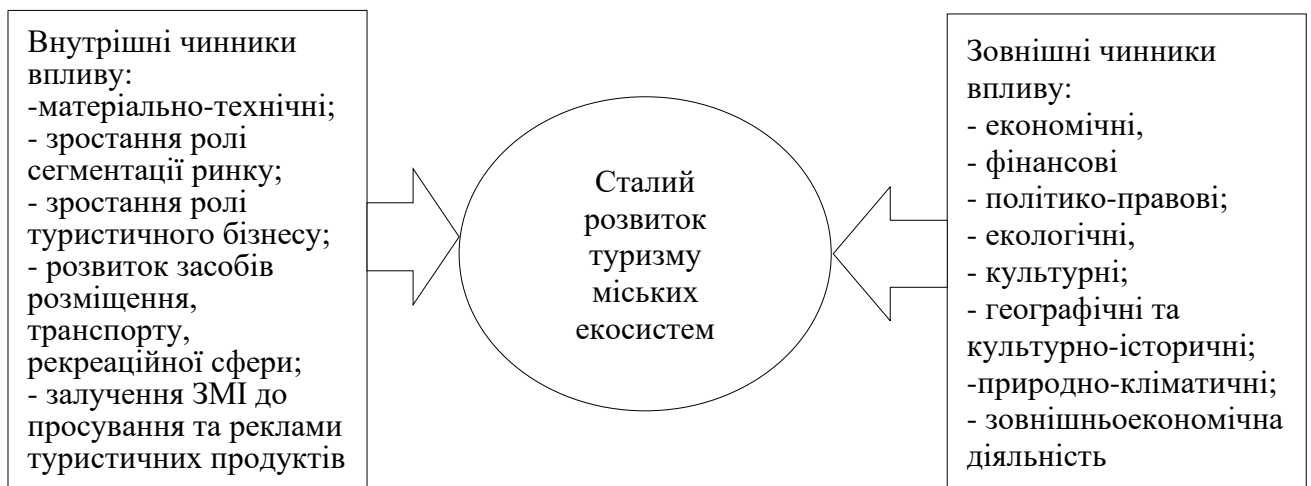 Внутрішні чинники
впливу:
-матеріально-технічні;
- зростання ролі
сегментації ринку;
- зростання ролі
туристичного бізнесу;
- розвиток засобів
розміщення,
транспорту,
рекреаційної сфери;
- залучення ЗМІ до
просування та реклами
туристичних продуктів
Сталий
розвиток
туризму
міських
екосистем
Зовнішні чинники
впливу:
- економічні,
- фінансові
- політико-правові;
- екологічні,
- культурні;
- географічні та
культурно-історичні;
-природно-кліматичні;
- зовнішньоекономічна
діяльність